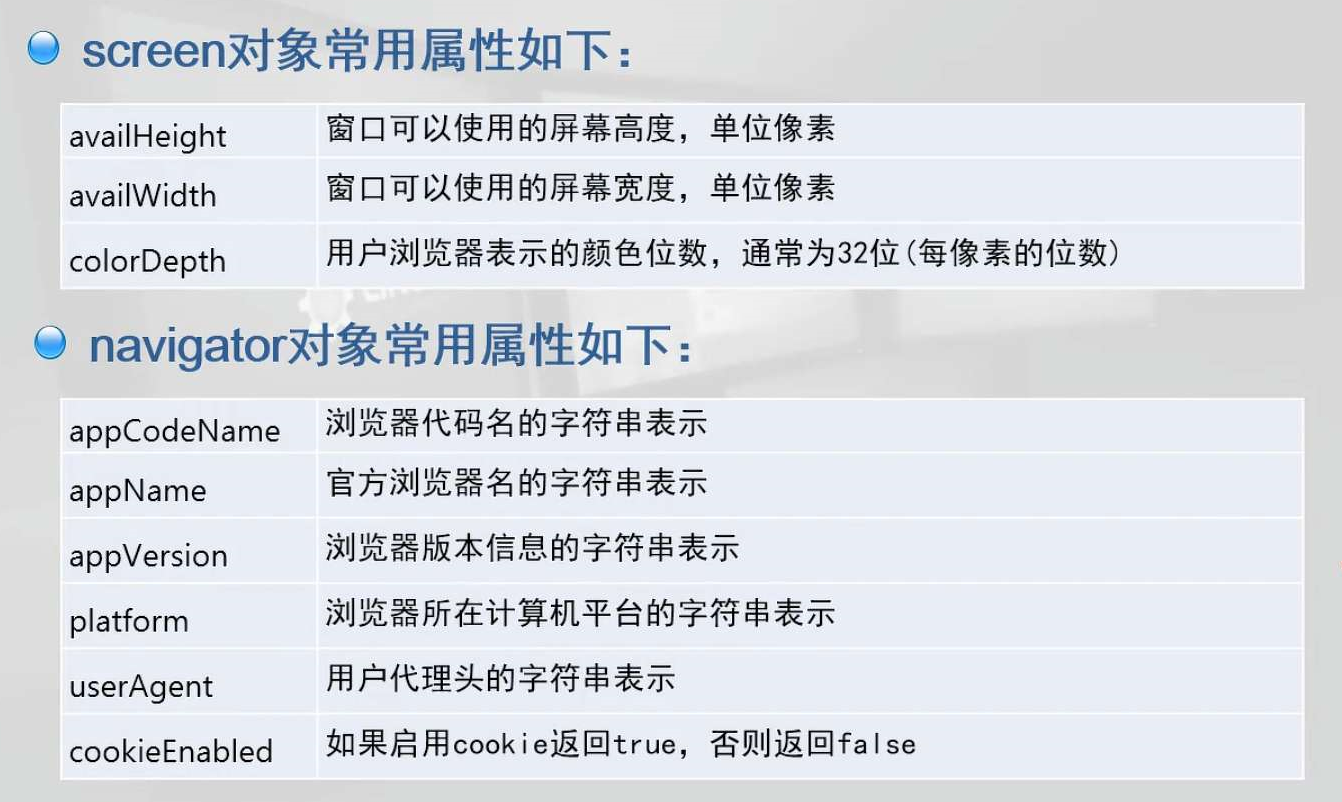 screen对象常用属性如下：
availHeight 窗口可以使用的屏幕高度，单位像素
availWidth 窗口可以使用的屏幕宽度，单位像素
colorDepth 用户浏览器表示的颜色位数，通常为32位(每像素的位数)
navigator对象常用属性如下：
appCodeName 浏览器代码名的字符串表示
appName 官方浏览器名的字符串表示
appVersion 浏览器版本信息的字符串表示
platform 浏览器所在计算机平台的字符串表示
userAgent 用户代理头的字符串表示
cookieEnabled 如果启用cookie返回true，否则返回false